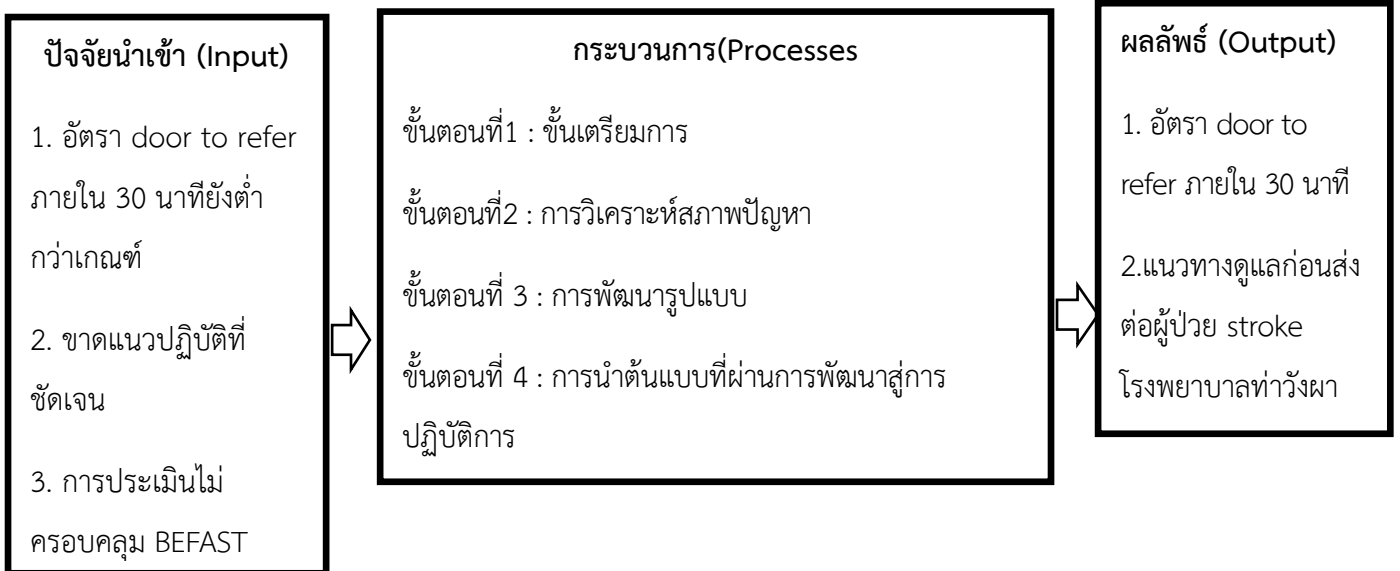 ปัจจัยนำเข้า (Input)
1. อัตรา door to refer
ภายใน 30 นาทียังต่ำ
กว่าเกณฑ์
2. ขาดแนวปฏิบัติที่
ชัดเจน
3. การประเมินไม่
ครอบคลุม BEFAST
กระบวนการ(Processes
ขั้นตอนที่1 : ขั้นเตรียมการ
ขั้นตอนที่2 : การวิเคราะห์สภาพปัญหา
ขั้นตอนที่ 3 : การพัฒนารูปแบบ
ขั้นตอนที่ 4 : การนำต้นแบบที่ผ่านการพัฒนาสู่การ
ปฏิบัติการ
ผลลัพธ์ (Output)
1. อัตรา door to
refer ภายใน 30 นาที
2.แนวทางดูแลก่อนส่ง
ต่อผู้ป่วย stroke
โรงพยาบาลท่าวังผา